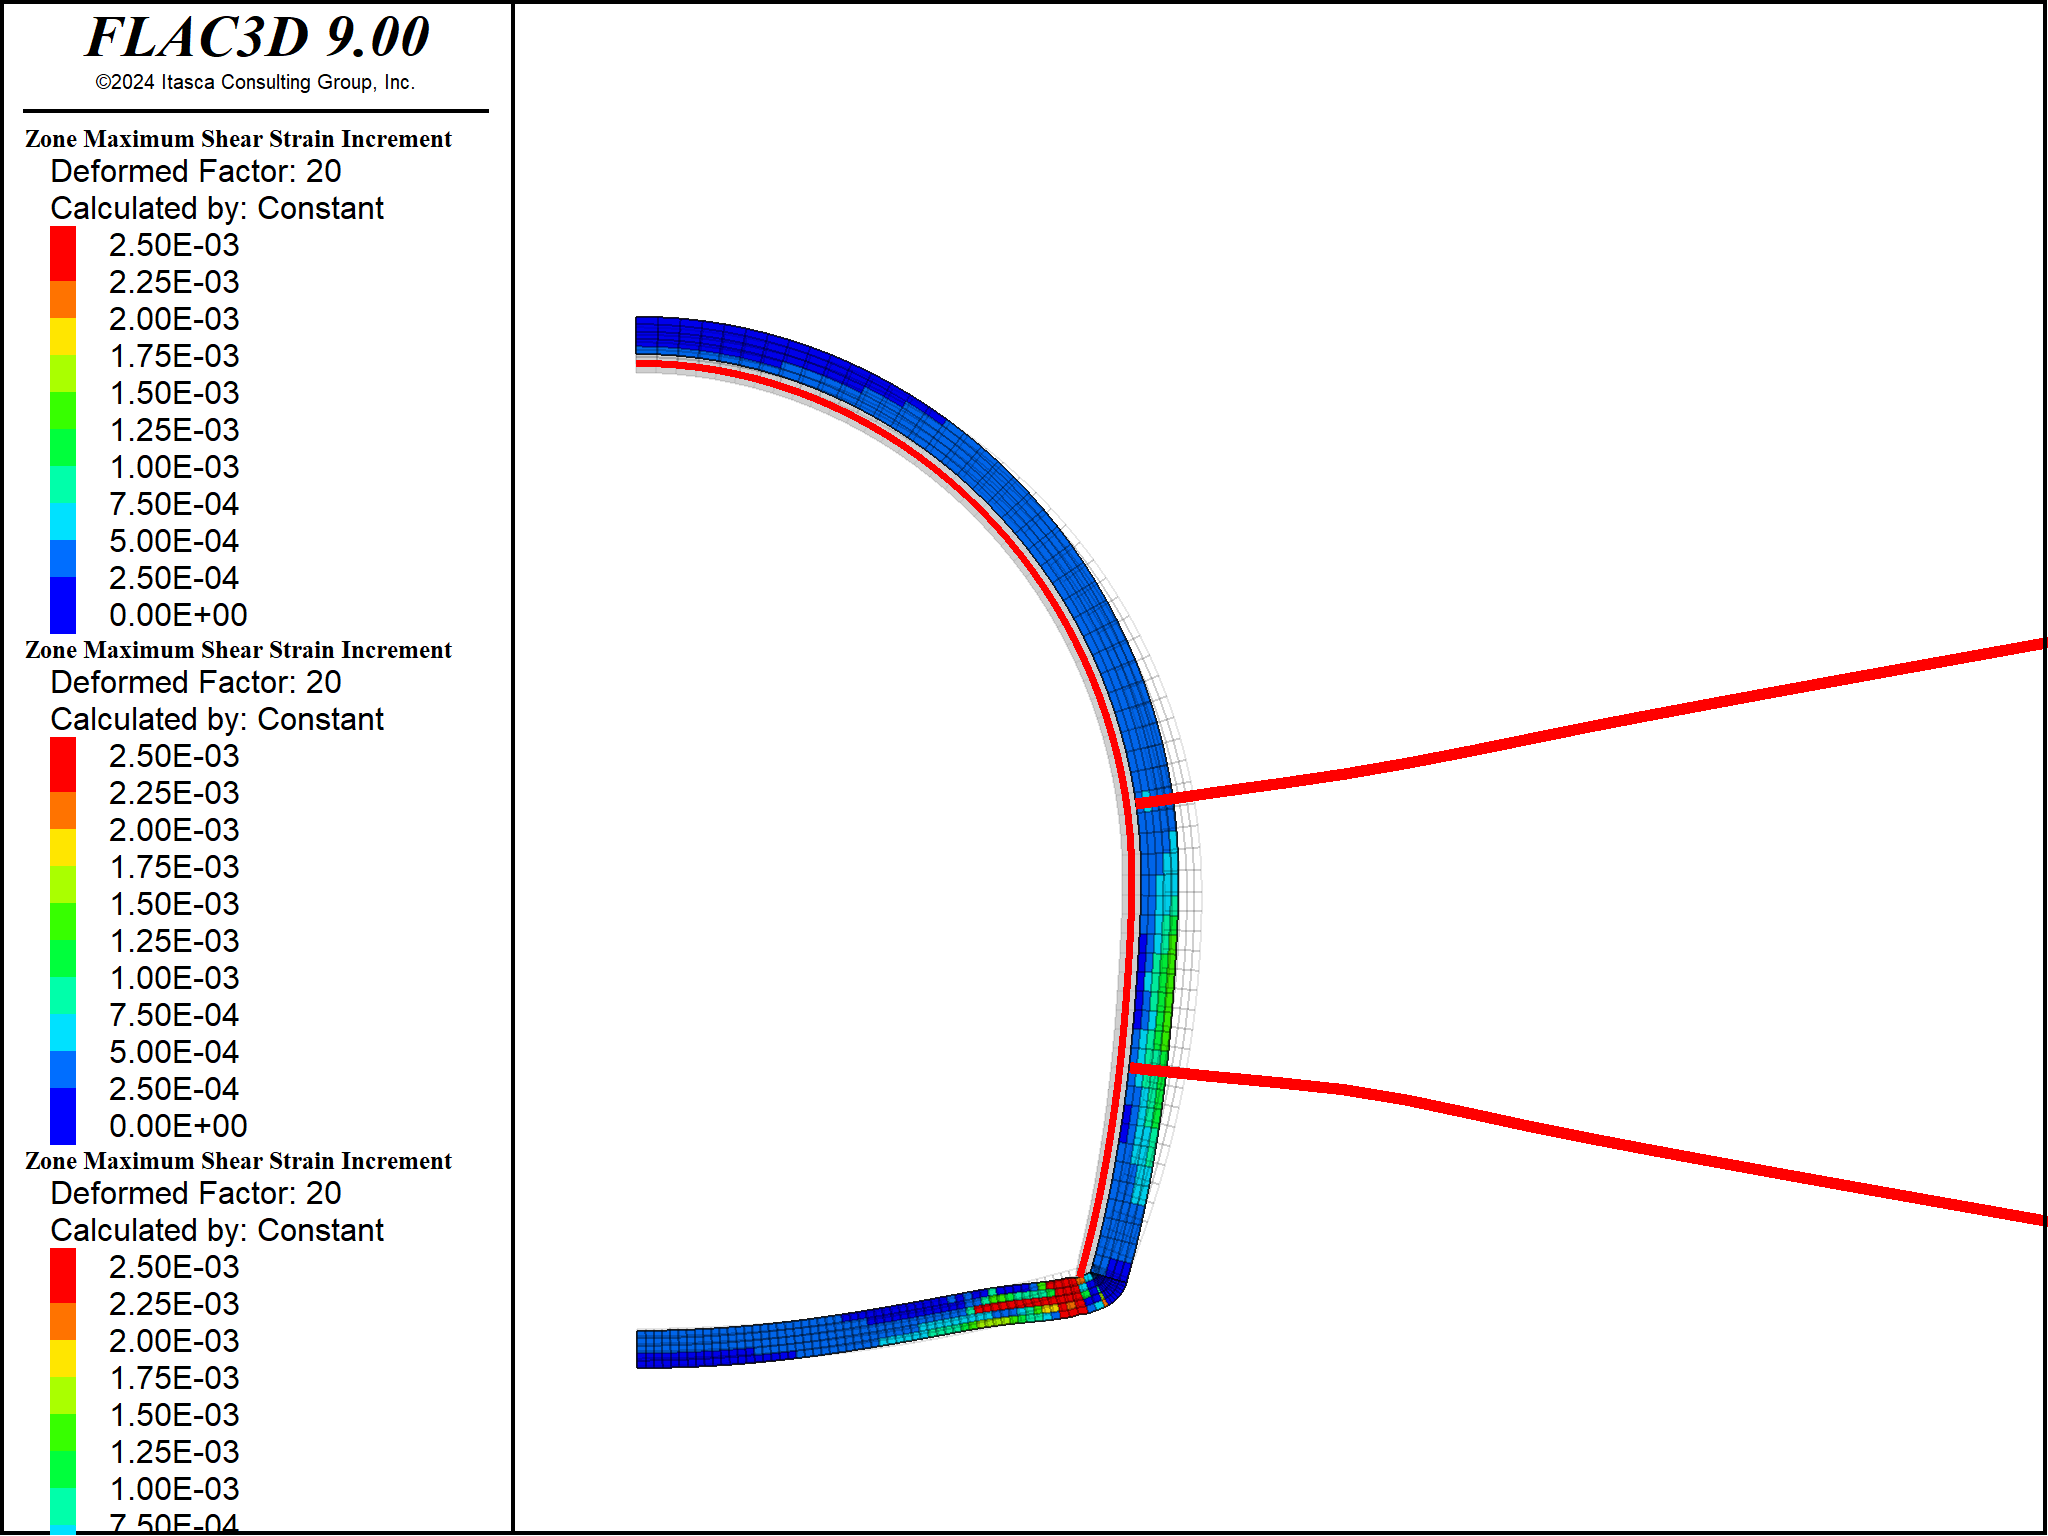 FLAC3D 9.00
©2024 Itasca Consulting Group, Inc.
Zone Maximum Shear Strain Increment
Deformed Factor: 20
Calculated by: Constant
2.50E-03
2.25E-03
2.00E-03
1.75E-03
1.50E-03
1.25E-03
1.00E-03
7.50E-04
5.00E-04
2.50E-04
0.00E+00
Zone Maximum Shear Strain Increment
Deformed Factor: 20
Calculated by: Constant
2.50E-03
2.25E-03
2.00E-03
1.75E-03
1.50E-03
1.25E-03
1.00E-03
7.50E-04
5.00E-04
2.50E-04
0.00E+00
Zone Maximum Shear Strain Increment
Deformed Factor: 20
Calculated by: Constant
2.50E-03
2.25E-03
2.00E-03
1.75E-03
1.50E-03
1.25E-03
1.00E-03
7.50E-04